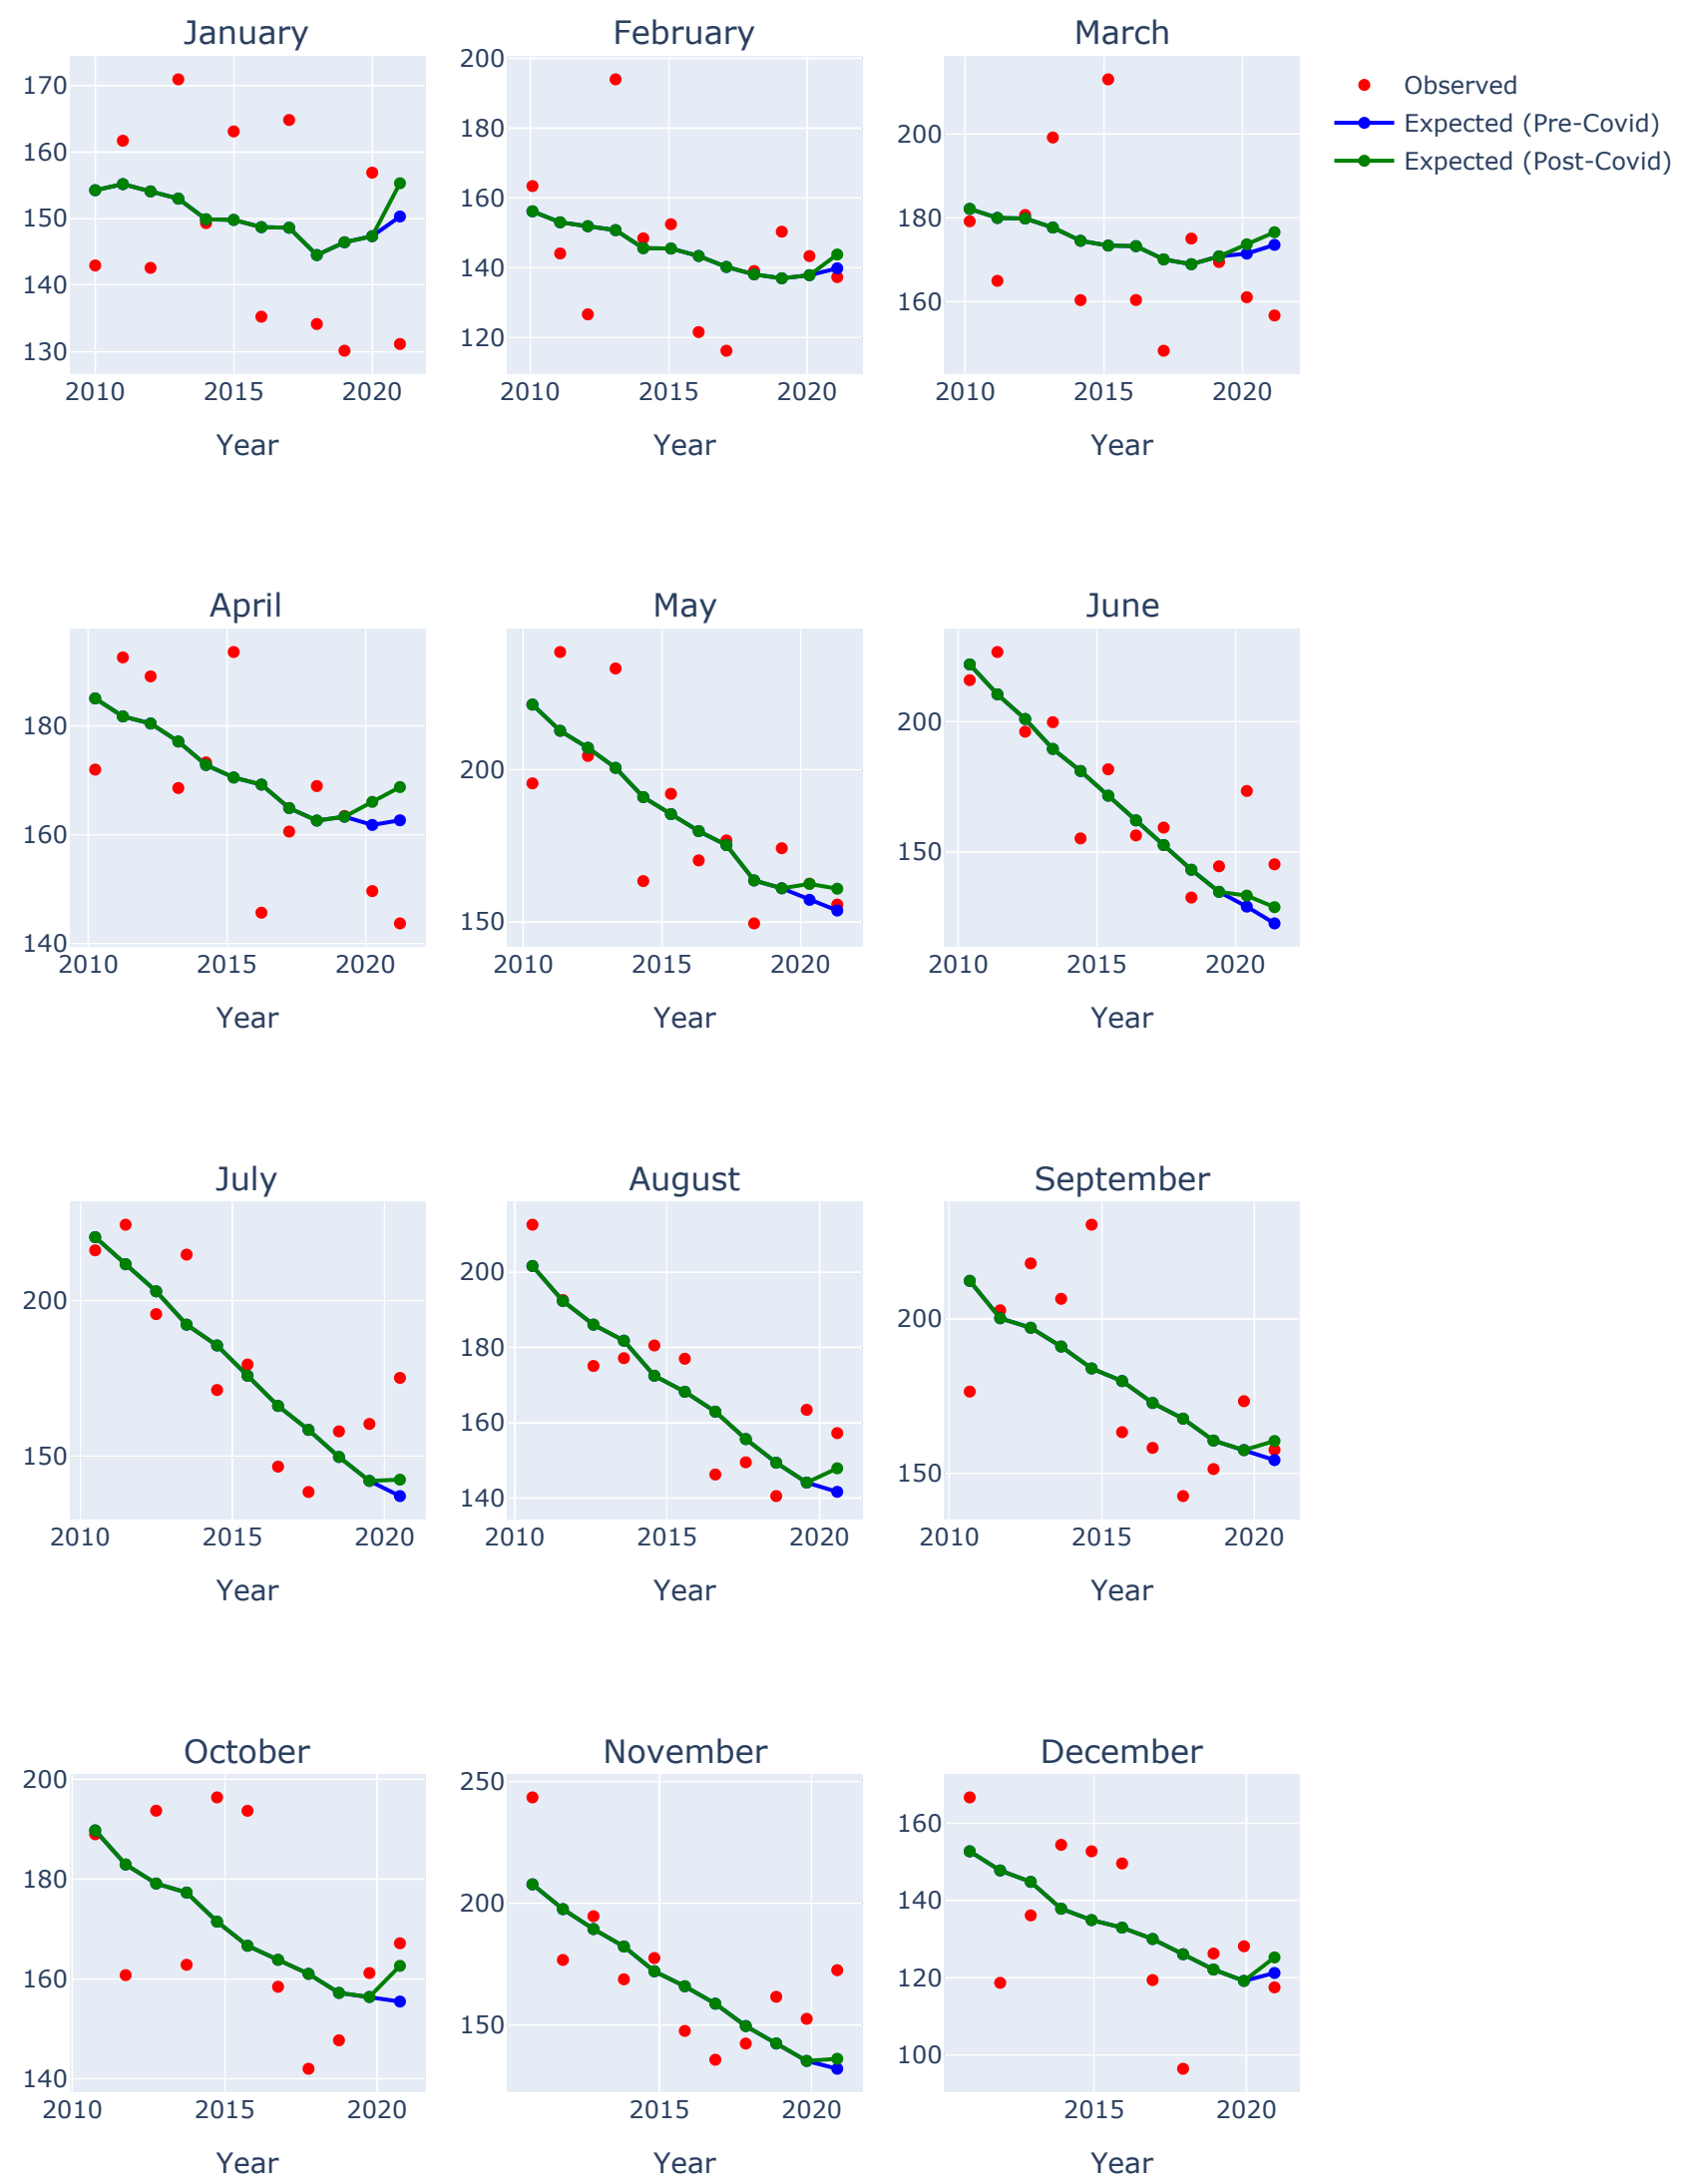 January
February
March
170
160
150
140
130
2010
2015
2020
Year
200
180
160
140
120
2010
2015
2020
Year
200
180
160
2010
2015
2020
Year
Observed
Expected (Pre-Covid)
Expected (Post-Covid)
April
May
June
180
160
140
2010
2015
2020
Year
200
150
2010
2015
2020
Year
200
150
2010
2015
2020
Year
July
August
September
200
150
2010
2015
2020
Year
200
180
160
140
2010
2015
2020
Year
200
150
2010
2015
2020
Year
October
November
December
200
180
160
140
2010
2015
2020
Year
250
200
150
2015
2020
Year
160
140
120
100
2015
2020
Year